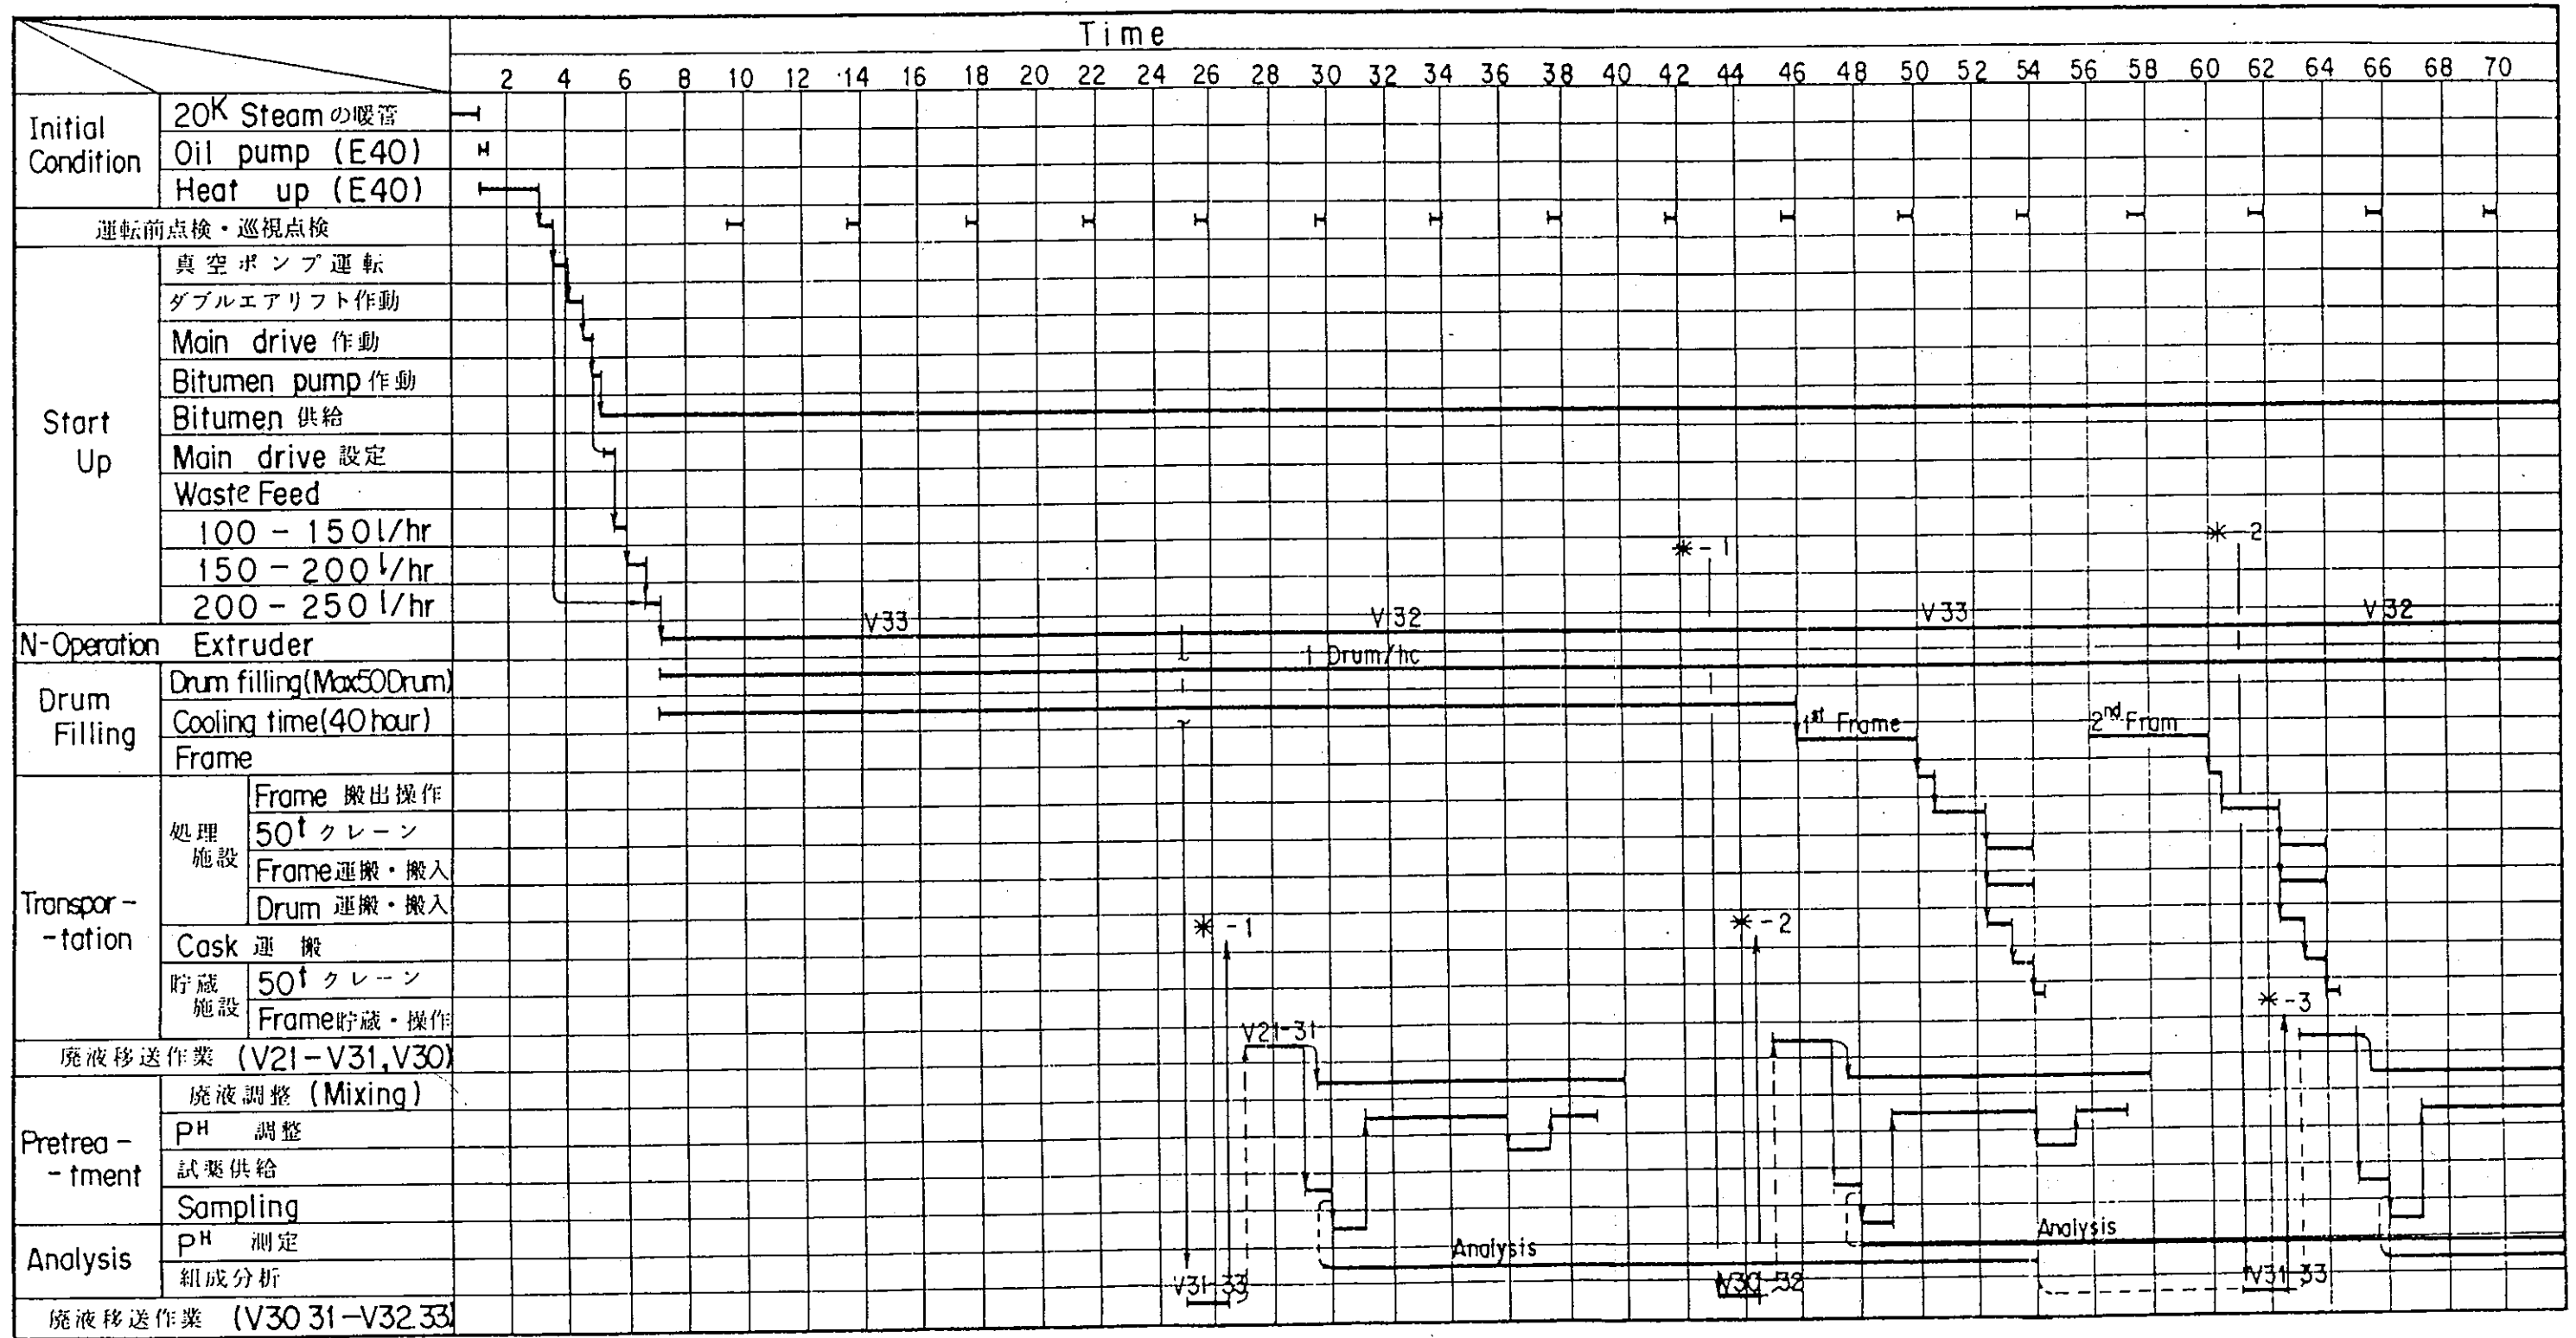 Time
2 4 6 8 10 12 14 16 18 20 22 24 26 28 30 32 34 36 38 40 42 44 46 48 50 52 54 56 58 60 62 64 66 68 70
Initial
Condition
20K Steamの暖管
Oil pump (E40)
Heat up (E40)
運転前点検・巡視点検
Start
Up
真空ポンプ運転
ダブルエアリフト作動
Main drive 作動
Bitumen pump 作動
Bitumen 供給
Main drive 設定
Waste Feed
100-150l/hr
150-200l/hr
200-250l/hr
*-1
*-2
N-Operation Extruder
V33
V32
V33
V32
Drum
Filling
Drum filling(Max50Drum)
1 Drum/hc
Cooling time(40hour)
Frame
1st Frame
2nd Fram
Transpor-
-tation
処理
施設
Frame 搬出操作
50t クレーン
Frame運搬・搬入
Drum 運搬・搬入
Cask 運搬
*-1
*-2
貯蔵
施設
50t クレーン
Frame貯蔵・操作
*-3
廃液移送作業 (V21-V31,V30)
V21-31
Pretrea-
-tment
廃液調整 (Mixing)
PH 調整
試薬供給
Sampling
Analysis
PH 測定
組成分析
Analysis
Analysis
廃液移送作業 (V30 31-V32.33)
V31-33
V30-32
V31-33